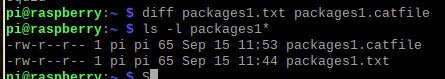 pi@raspberry:~ $ diff packages1.txt packages1.catfile
pi@raspberry:~ $ ls -l packages1*
-rw-r--r-- 1 pi pi 65 Sep 15 11:53 packages1.catfile
-rw-r--r-- 1 pi pi 65 Sep 15 11:44 packages1.txt
pi@raspberry:~ $ S